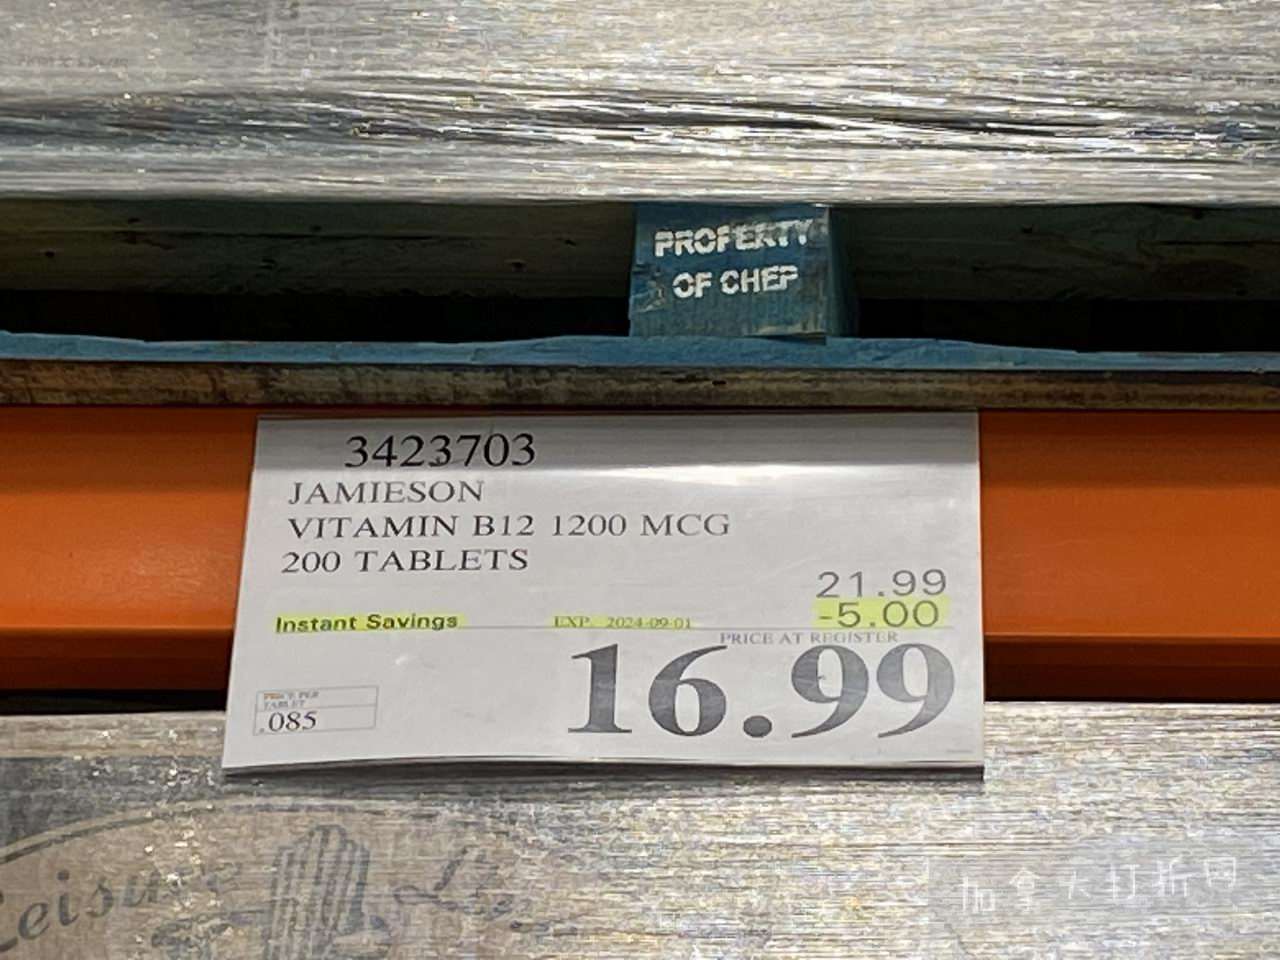 PROPERTY
OF CHEP
3423703
JAMIESON
VITAMIN B12 1200 MCG
200 TABLETS
21.99
Instant Savings EXP. 2024-09-01 -5.00
PRICE AT REGISTER
16.99
PRICE PER
TABLET
.085
Leisure
加拿大打折网